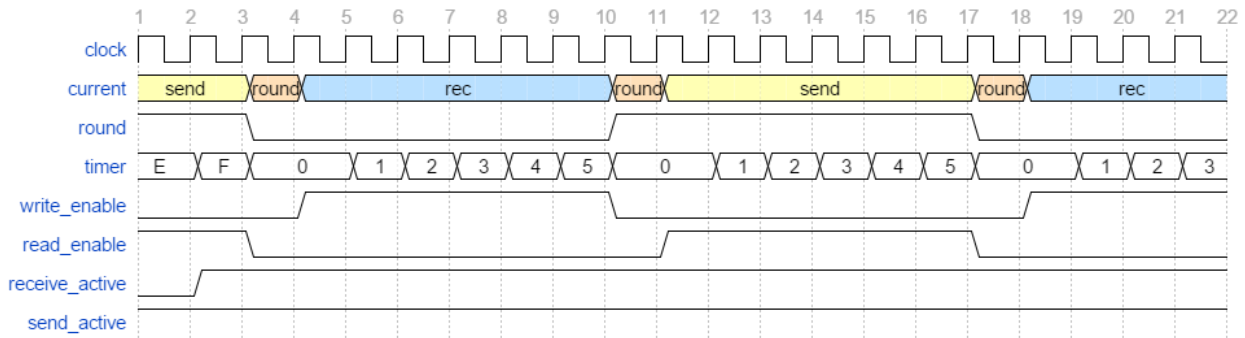 1 2 3 4 5 6 7 8 9 10 11 12 13 14 15 16 17 18 19 20 21 22
clock
current send round rec round send round rec
round
timer E F 0 1 2 3 4 5 0 1 2 3 4 5 0 1 2 3
write_enable
read_enable
receive_active
send_active